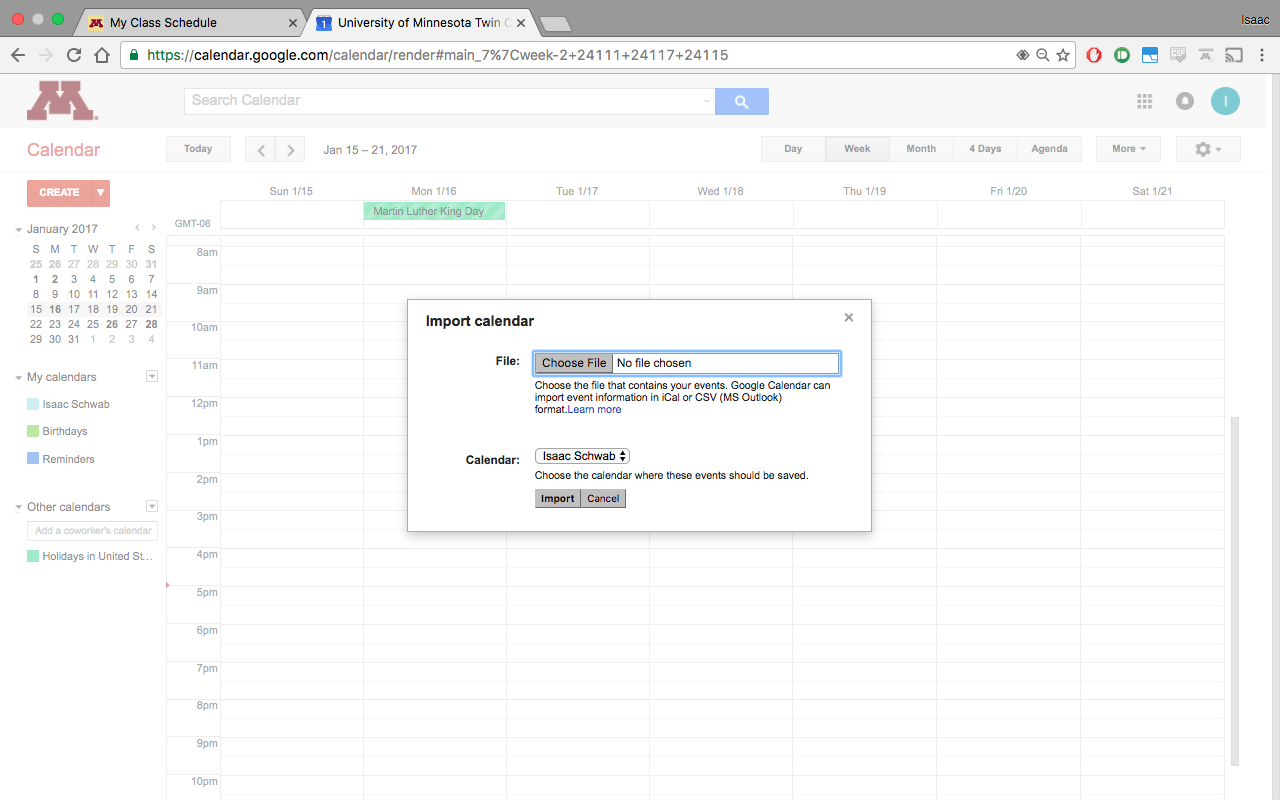 My Class Schedule
University of Minnesota Twin C
Isaac
https://calendar.google.com/calendar/render#main_7%7Cweek-2+24111+24117+24115
Search Calendar
I
Calendar
Today
Jan 15 – 21, 2017
Day Week Month 4 Days Agenda
More
CREATE
Sun 1/15 Mon 1/16 Tue 1/17 Wed 1/18 Thu 1/19 Fri 1/20 Sat 1/21
GMT-06
Martin Luther King Day
January 2017
S M T W T F S
25 26 27 28 29 30 31
1 2 3 4 5 6 7
8 9 10 11 12 13 14
15 16 17 18 19 20 21
22 23 24 25 26 27 28
29 30 31 1 2 3 4
My calendars
Isaac Schwab
Birthdays
Reminders
Other calendars
Add a coworker's calendar
Holidays in United St...
8am
9am
10am
11am
12pm
1pm
2pm
3pm
4pm
5pm
6pm
7pm
8pm
9pm
10pm
Import calendar
File:
Choose File No file chosen
Choose the file that contains your events. Google Calendar can
import event information in iCal or CSV (MS Outlook)
format.Learn more
Calendar:
Isaac Schwab
Choose the calendar where these events should be saved.
Import Cancel